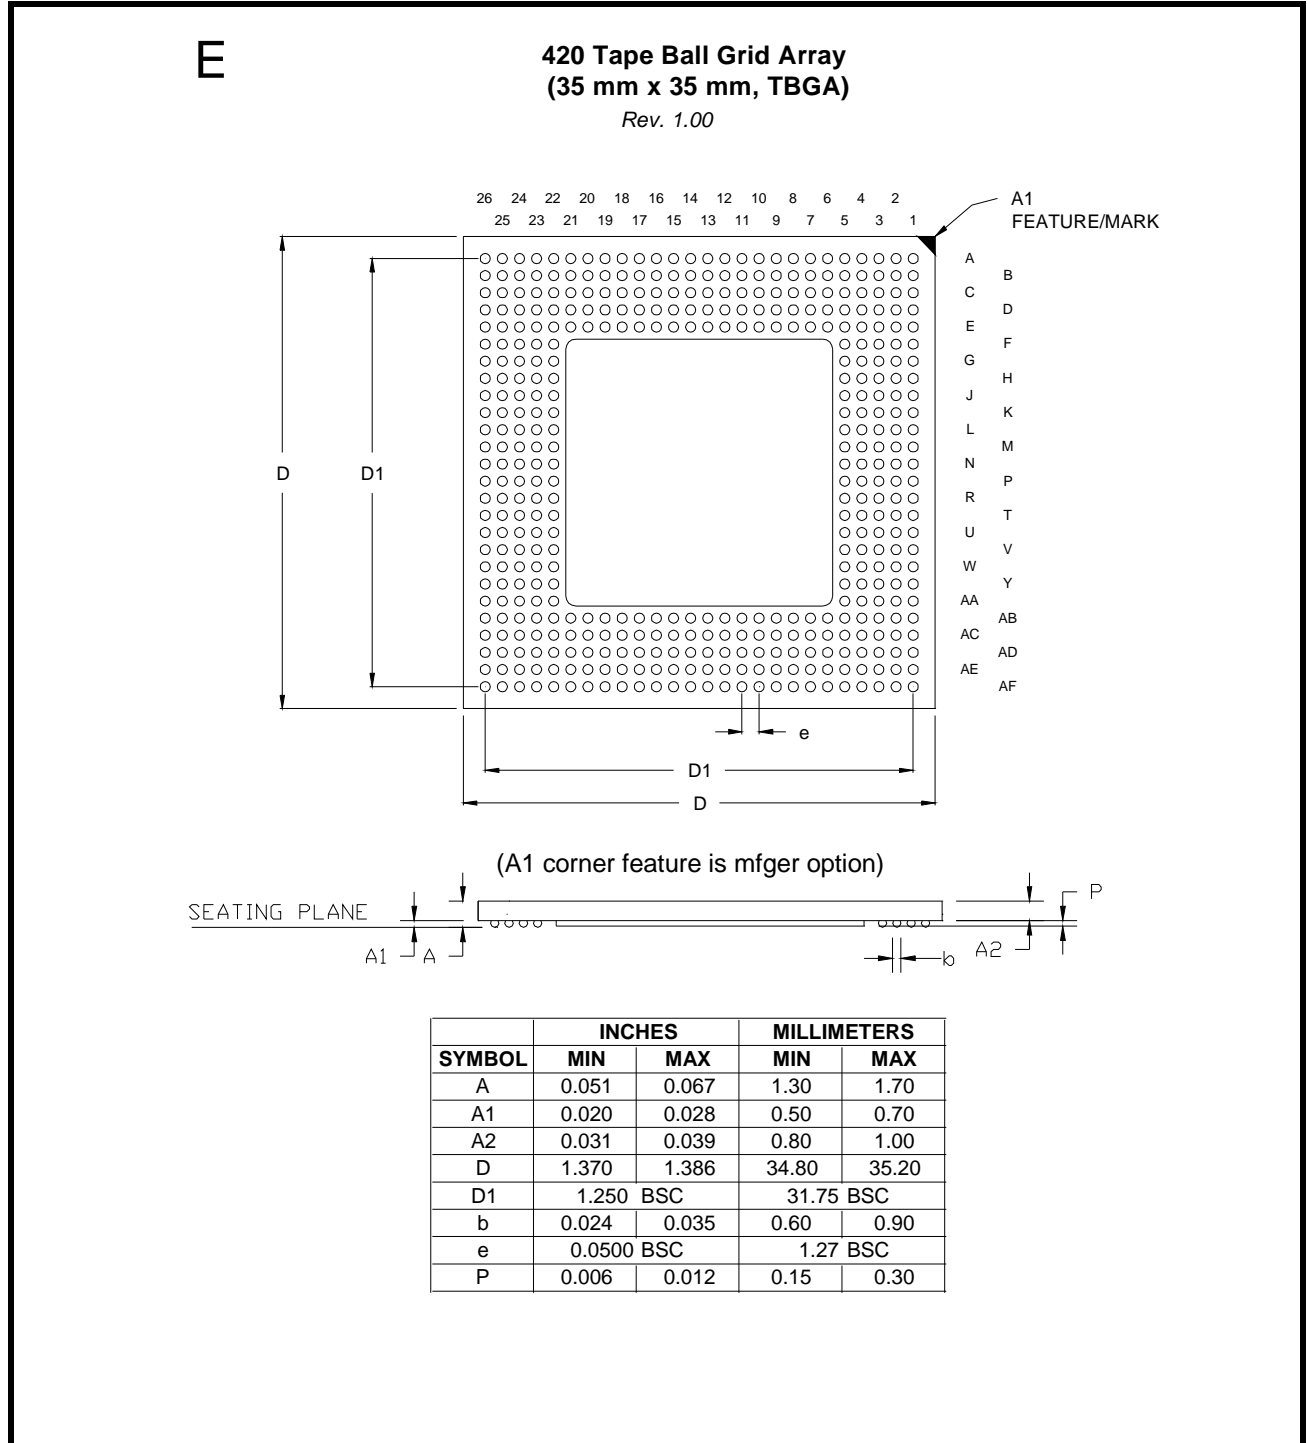 E
420 Tape Ball Grid Array
(35 mm x 35 mm, TBGA)
Rev. 1.00
26 24 22 20 18 16 14 12 10 8 6 4 2
25 23 21 19 17 15 13 11 9 7 5 3 1
A1
FEATURE/MARK
A
B
C
D
E
F
G
H
J
K
L
M
N
P
R
T
U
V
W
Y
AA
AB
AC
AD
AE
AF
D
D1
e
D1
D
(A1 corner feature is mfger option)
SEATING PLANE
P
A1
A
A2
b
INCHES MILLIMETERS
SYMBOL MIN MAX MIN MAX
A 0.051 0.067 1.30 1.70
A1 0.020 0.028 0.50 0.70
A2 0.031 0.039 0.80 1.00
D 1.370 1.386 34.80 35.20
D1 1.250 BSC 31.75 BSC
b 0.024 0.035 0.60 0.90
e 0.0500 BSC 1.27 BSC
P 0.006 0.012 0.15 0.30